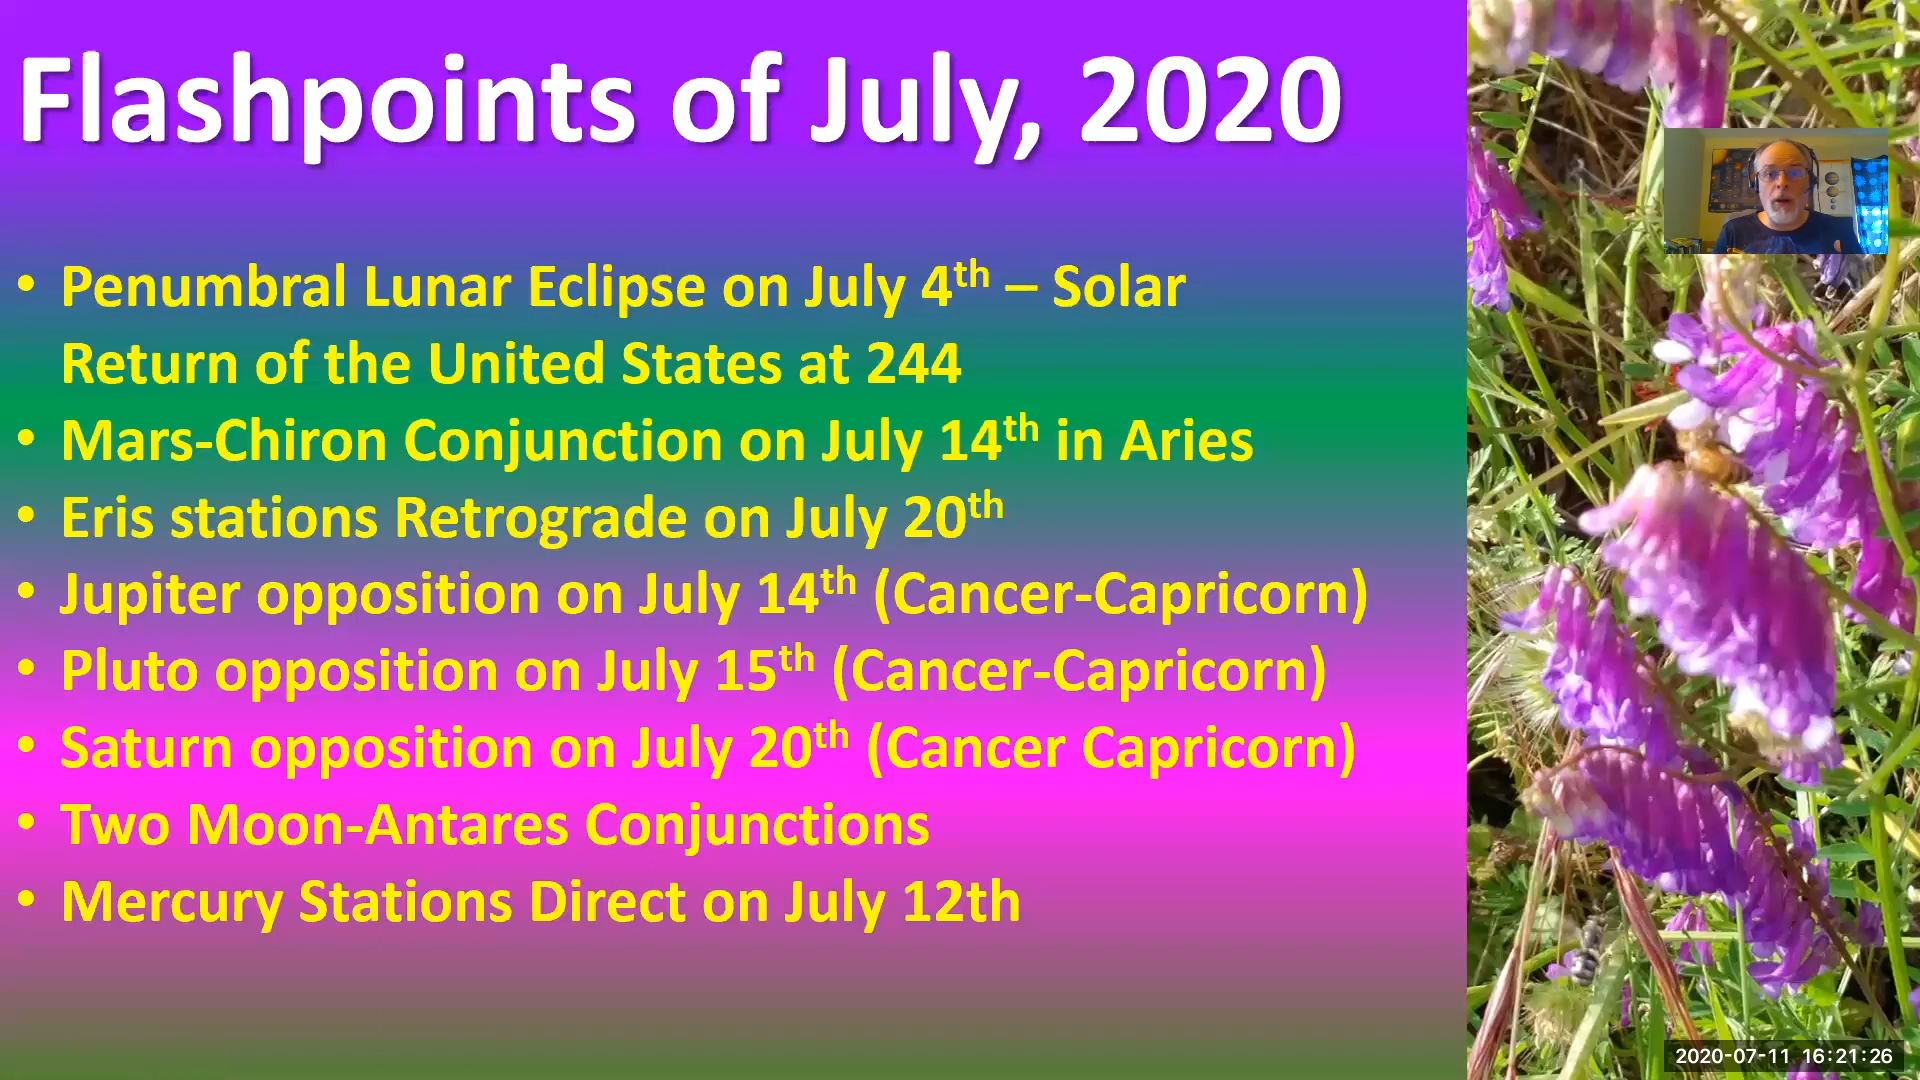 Flashpoints of July, 2020
• Penumbral Lunar Eclipse on July 4th – Solar
Return of the United States at 244
• Mars-Chiron Conjunction on July 14th in Aries
• Eris stations Retrograde on July 20th
• Jupiter opposition on July 14th (Cancer-Capricorn)
• Pluto opposition on July 15th (Cancer-Capricorn)
• Saturn opposition on July 20th (Cancer Capricorn)
• Two Moon-Antares Conjunctions
• Mercury Stations Direct on July 12th
2020-07-11 16:21:26